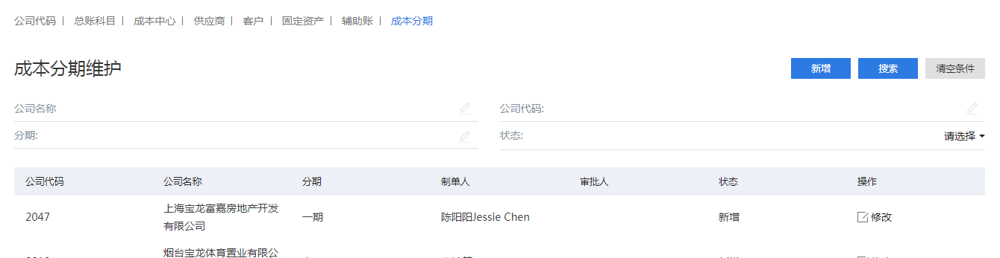 公司代码 | 总账科目 | 成本中心 | 供应商 | 客户 | 固定资产 | 辅助账 | 成本分期
成本分期维护 新增 搜索 清空条件
公司名称 公司代码:
分期: 状态: 请选择
公司代码 公司名称 分期 制单人 审批人 状态 操作
2047 上海宝龙富嘉房地产开发 一期 陈阳阳Jessie Chen 新增 修改
有限公司
烟台宝龙体育置业有限公